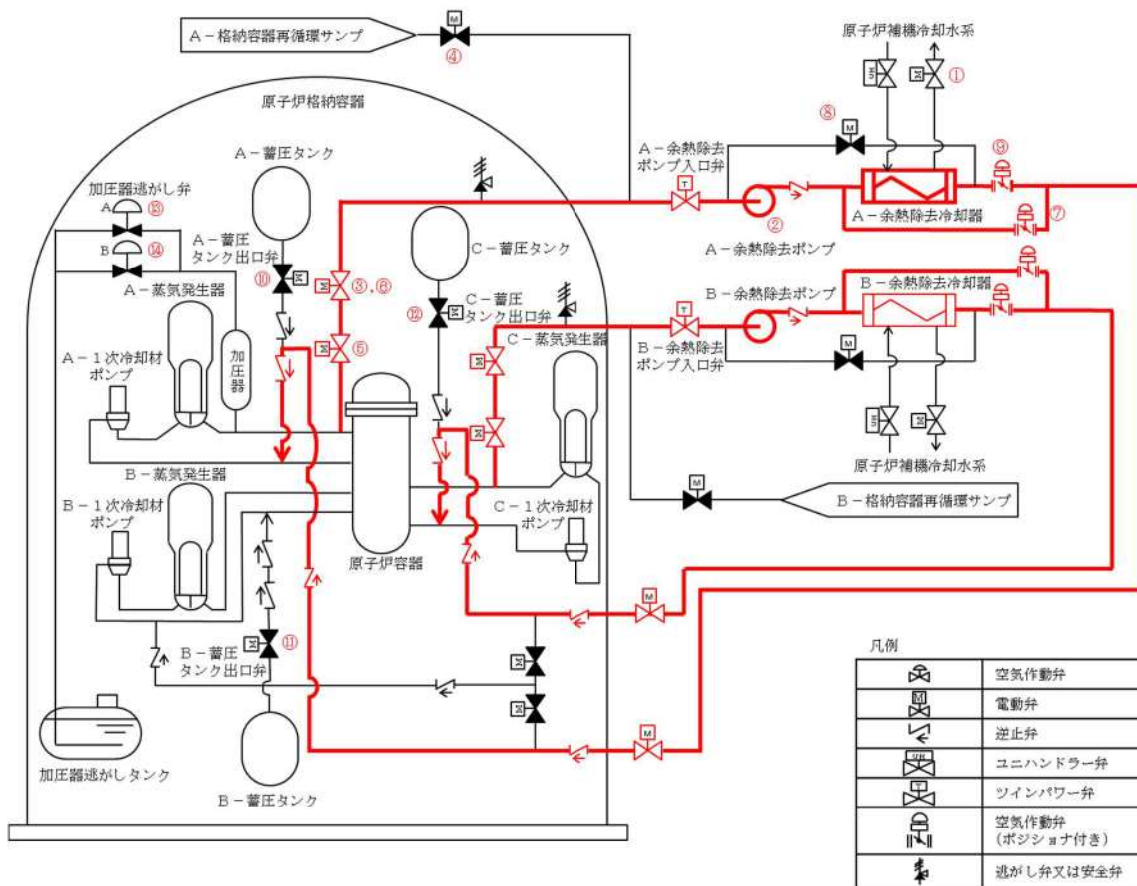 A－格納容器再循環サンプ
M
④
原子炉補機冷却水系
①
⑧
M
⑨
A－余熱除去
ポンプ入口弁
T
②
A－余熱除去冷却器
⑦
A－余熱除去ポンプ
原子炉格納容器
A－蓄圧タンク
加圧器逃がし弁
A
⑬
B
⑭
A－蓄圧
タンク出口弁
⑩
M
C－蓄圧タンク
M
③，⑥
C－蓄圧
タンク出口弁
⑫
M
M
⑤
A－蒸気発生器
A－1次冷却材
ポンプ
加圧器
C－蒸気発生器
B－余熱除去ポンプ
B－余熱除去冷却器
T
B－余熱除去
ポンプ入口弁
M
M
M
M
原子炉補機冷却水系
M
B－格納容器再循環サンプ
B－蒸気発生器
B－1次冷却材
ポンプ
C－1次冷却材
ポンプ
原子炉容器
M
⑪
B－蓄圧
タンク出口弁
M
M
M
M
B－蓄圧タンク
加圧器逃がしタンク
凡例
空気作動弁
M
電動弁
逆止弁
ユニハンドラー弁
T
ツインパワー弁
空気作動弁
(ポジショナ付き)
逃がし弁又は安全弁